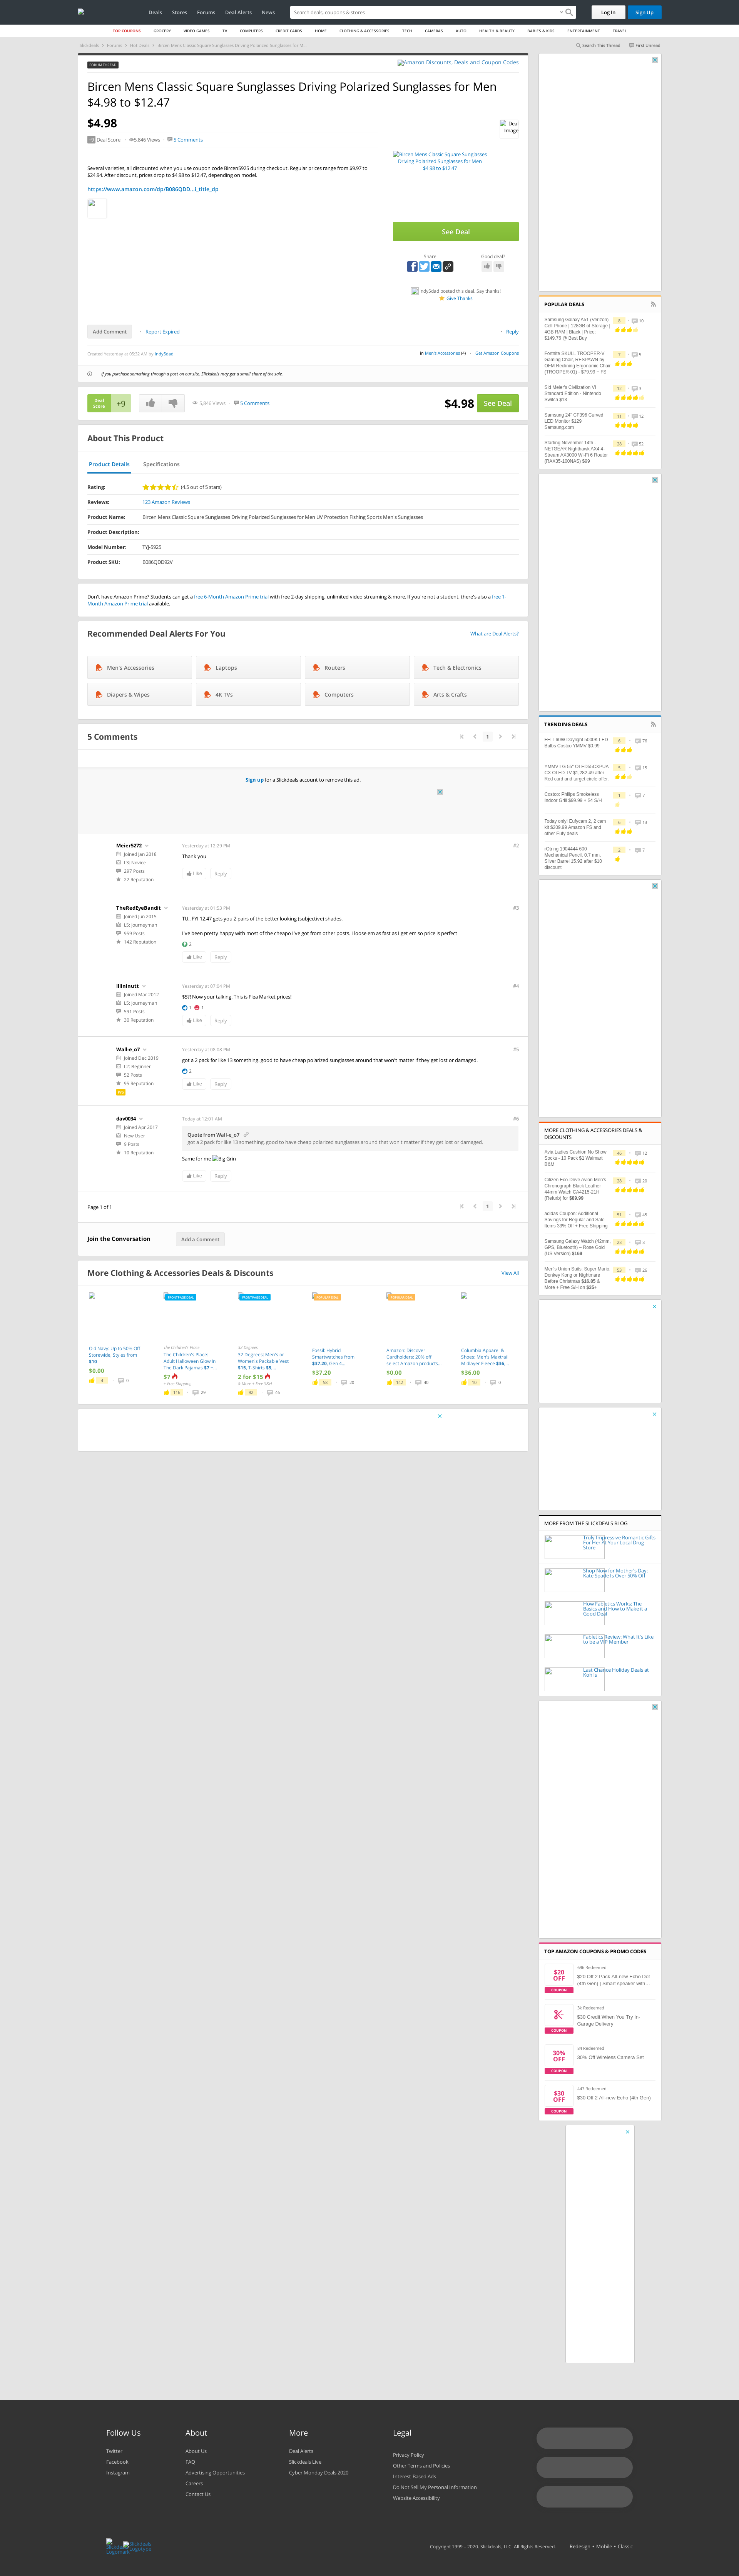 Deals Stores Forums Deal Alerts News
Search deals, coupons & stores
Log In
Sign Up
TOP COUPONS GROCERY VIDEO GAMES TV COMPUTERS CREDIT CARDS HOME CLOTHING & ACCESSORIES TECH CAMERAS AUTO HEALTH & BEAUTY BABIES & KIDS ENTERTAINMENT TRAVEL
Slickdeals > Forums > Hot Deals > Bircen Mens Classic Square Sunglasses Driving Polarized Sunglasses for M...
Search This Thread
First Unread
FORUM THREAD
Amazon Discounts, Deals and Coupon Codes
Bircen Mens Classic Square Sunglasses Driving Polarized Sunglasses for Men
$4.98 to $12.47
$4.98
+9 Deal Score 5,846 Views 5 Comments
Deal Image
Several varieties, all discounted when you use coupon code Bircen5925 during checkout. Regular prices range from $9.97 to
$24.94. After discount, prices drop to $4.98 to $12.47, depending on model.
https://www.amazon.com/dp/B086QDD...i_title_dp
Bircen Mens Classic Square Sunglasses
Driving Polarized Sunglasses for Men
$4.98 to $12.47
See Deal
Share
Good deal?
indy5dad posted this deal. Say thanks!
Give Thanks
Add Comment
Report Expired
Reply
Created Yesterday at 05:32 AM by indy5dad
in Men's Accessories (4) Get Amazon Coupons
If you purchase something through a post on our site, Slickdeals may get a small share of the sale.
Deal Score +9
5,846 Views
5 Comments
$4.98
See Deal
About This Product
Product Details
Specifications
Rating: (4.5 out of 5 stars)
Reviews: 123 Amazon Reviews
Product Name: Bircen Mens Classic Square Sunglasses Driving Polarized Sunglasses for Men UV Protection Fishing Sports Men's Sunglasses
Product Description:
Model Number: TYJ-5925
Product SKU: B086QDD92V
Don't have Amazon Prime? Students can get a free 6-Month Amazon Prime trial with free 2-day shipping, unlimited video streaming & more. If you're not a student, there's also a free 1-
Month Amazon Prime trial available.
Recommended Deal Alerts For You
What are Deal Alerts?
Men's Accessories
Laptops
Routers
Tech & Electronics
Diapers & Wipes
4K TVs
Computers
Arts & Crafts
5 Comments
1
Sign up for a Slickdeals account to remove this ad.
Meier5272
Joined Jan 2018
L3: Novice
297 Posts
22 Reputation
Yesterday at 12:29 PM
#2
Thank you
Like
Reply
TheRedEyeBandit
Joined Jun 2015
L5: Journeyman
959 Posts
142 Reputation
Yesterday at 01:53 PM
#3
TU.. FYI 12.47 gets you 2 pairs of the better looking (subjective) shades.
I've been pretty happy with most of the cheapo I've got from other posts. I loose em as fast as I get em so price is perfect
2
Like
Reply
illininutt
Joined Mar 2012
L5: Journeyman
591 Posts
30 Reputation
Yesterday at 07:04 PM
#4
$5?! Now your talking. This is Flea Market prices!
1 1
Like
Reply
Wall-e_o7
Joined Dec 2019
L2: Beginner
52 Posts
95 Reputation
Pro
Yesterday at 08:08 PM
#5
got a 2 pack for like 13 something. good to have cheap polarized sunglasses around that won't matter if they get lost or damaged.
2
Like
Reply
dav0034
Joined Apr 2017
New User
9 Posts
10 Reputation
Today at 12:01 AM
#6
Quote from Wall-e_o7
got a 2 pack for like 13 something. good to have cheap polarized sunglasses around that won't matter if they get lost or damaged.
Same for me Big Grin
Like
Reply
Page 1 of 1
1
Join the Conversation
Add a Comment
More Clothing & Accessories Deals & Discounts
View All
Old Navy: Up to 50% Off Storewide, Styles from $10
$0.00
4 0
FRONTPAGE DEAL
The Children's Place
The Children's Place: Adult Halloween Glow In The Dark Pajamas $7 +...
$7
+ Free Shipping
116 29
FRONTPAGE DEAL
32 Degrees
32 Degrees: Men's or Women's Packable Vest $15, T Shirts $5,...
2 for $15
& More + Free S&H
92 46
Fossil: Hybrid Smartwatches from $37.20, Gen 4...
$37.20
58 20
Amazon: Discover Cardholders: 20% off select Amazon products...
$0.00
142 40
Columbia Apparel & Shoes: Men's Mastrall Midlayer Fleece $36,...
$36.00
10 0
POPULAR DEALS
Samsung Galaxy A51 (Verizon) Cell Phone | 128GB of Storage | 4GB RAM | Black | Price: $149.76 @ Best Buy
9 10
Fortnite SKULL TROOPER-V Gaming Chair, RESPAWN by OFM Reclining Ergonomic Chair (TROOPER-01) - $79.99 + FS
7 5
Sid Meier's Civilization VI Standard Edition - Nintendo Switch $13
12 3
Samsung 24" CF396 Curved LED Monitor $129 Samsung.com
11 12
Starting November 14th - NETGEAR Nighthawk AX4 4-Stream AX3000 Wi-Fi 6 Router (RAX35-100NAS) $99
28 52
TRENDING DEALS
FEIT 60W Daylight 5000K LED Bulbs Costco YMMV $0.99
6 76
YMMV LG 55" OLED55CXPUA CX OLED TV $1,282.49 after Red card and target circle offer.
5 15
Costco: Philips Smokeless Indoor Grill $99.99 + $4 S/H
1 7
Today only! Eufycam 2, 2 cam kit $209.99 Amazon FS and other Eufy deals
6 13
rOtring 1904444 600 Mechanical Pencil, 0.7 mm, Silver Barrel 15.92 after $10 discount
2 7
MORE CLOTHING & ACCESSORIES DEALS & DISCOUNTS
Avia Ladies Cushion No Show Socks - 10 Pack $1 Walmart B&M
46 12
Citizen Eco-Drive Axiom Men's Chronograph Black Leather 44mm Watch CA4215-21H (Refurb) for $89.99
28 20
adidas Coupon: Additional Savings for Regular and Sale Items 33% Off + Free Shipping
51 45
Samsung Galaxy Watch (42mm, GPS, Bluetooth) – Rose Gold (US Version) $169
23 3
Men's Union Suits: Super Mario, Donkey Kong or Nightmare Before Christmas $16.95 & More + Free S/H on $35+
53 26
MORE FROM THE SLICKDEALS BLOG
Truly Impressive Romantic Gifts For Her At Your Local Drug Store
Shop Now for Mother's Day: Kate Spade Is Over 50% Off
How Fabletics Works: The Basics and How to Make it a Good Deal
Fabletics Review: What It's Like to be a VIP Member
Last Chance Holiday Deals at Kohl's
TOP AMAZON COUPONS & PROMO CODES
$20 OFF
COUPON
696 Redeemed
$20 Off 2 Pack All-new Echo Dot (4th Gen) | Smart speaker with...
COUPON
1k Redeemed
$30 Credit When You Try In-Garage Delivery
30% OFF
COUPON
84 Redeemed
30% Off Wireless Camera Set
$30 OFF
COUPON
447 Redeemed
$30 Off 2 All-new Echo (4th Gen)
Follow Us
Twitter
Facebook
Instagram
About
About Us
FAQ
Advertising Opportunities
Careers
Contact Us
More
Deal Alerts
Slickdeals Live
Cyber Monday Deals 2020
Legal
Privacy Policy
Other Terms and Policies
Interest-Based Ads
Do Not Sell My Personal Information
Website Accessibility
Copyright 1999 - 2020. Slickdeals, LLC. All Rights Reserved.
Redesign • Mobile • Classic